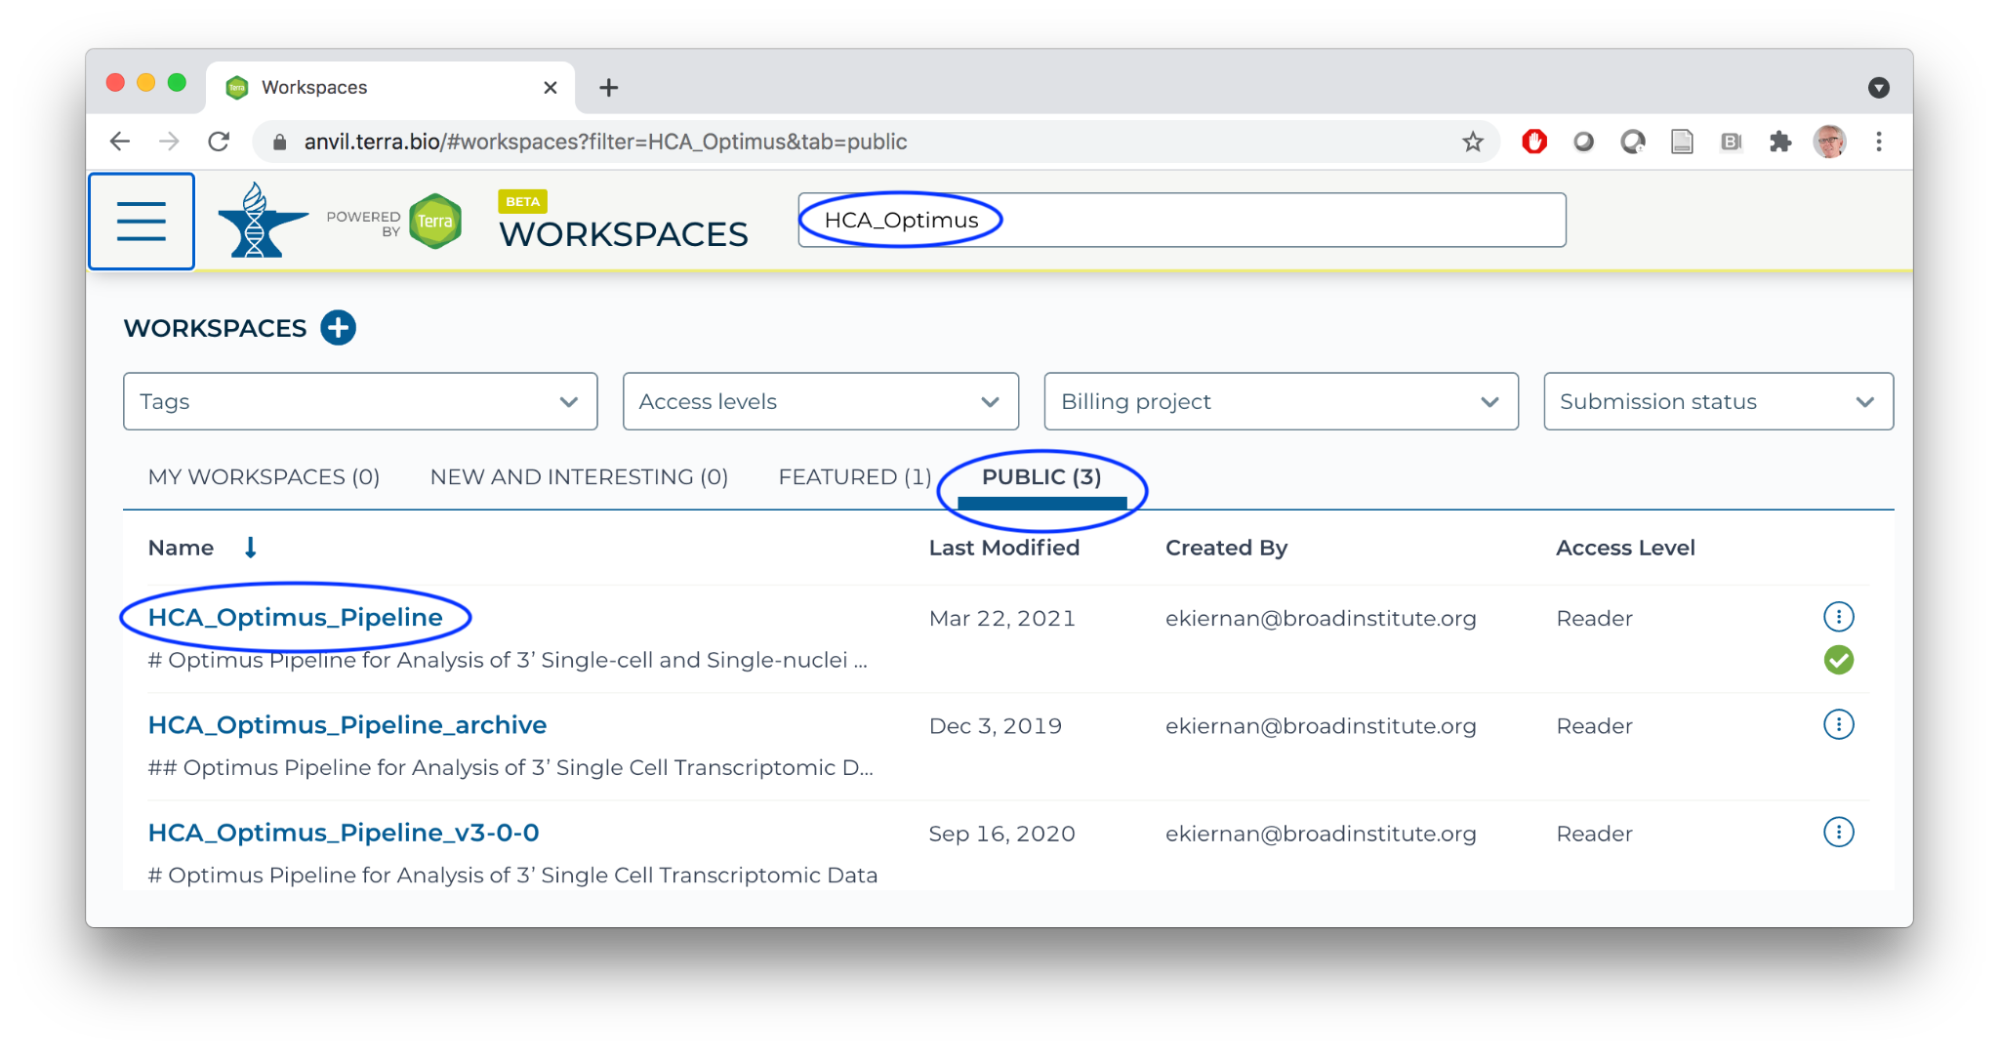 Terra Workspaces
anvil.terra.bio/#workspaces?filter=HCA_Optimus&tab=public
POWERED BY Terra BETA WORKSPACES HCA_Optimus
WORKSPACES
Tags Access levels Billing project Submission status
MY WORKSPACES (0) NEW AND INTERESTING (0) FEATURED (1) PUBLIC (3)
Name Last Modified Created By Access Level
HCA_Optimus_Pipeline Mar 22, 2021 ekiernan@broadinstitute.org Reader
# Optimus Pipeline for Analysis of 3’ Single-cell and Single-nuclei ...
HCA_Optimus_Pipeline_archive Dec 3, 2019 ekiernan@broadinstitute.org Reader
## Optimus Pipeline for Analysis of 3’ Single Cell Transcriptomic D...
HCA_Optimus_Pipeline_v3-0-0 Sep 16, 2020 ekiernan@broadinstitute.org Reader
# Optimus Pipeline for Analysis of 3’ Single Cell Transcriptomic Data